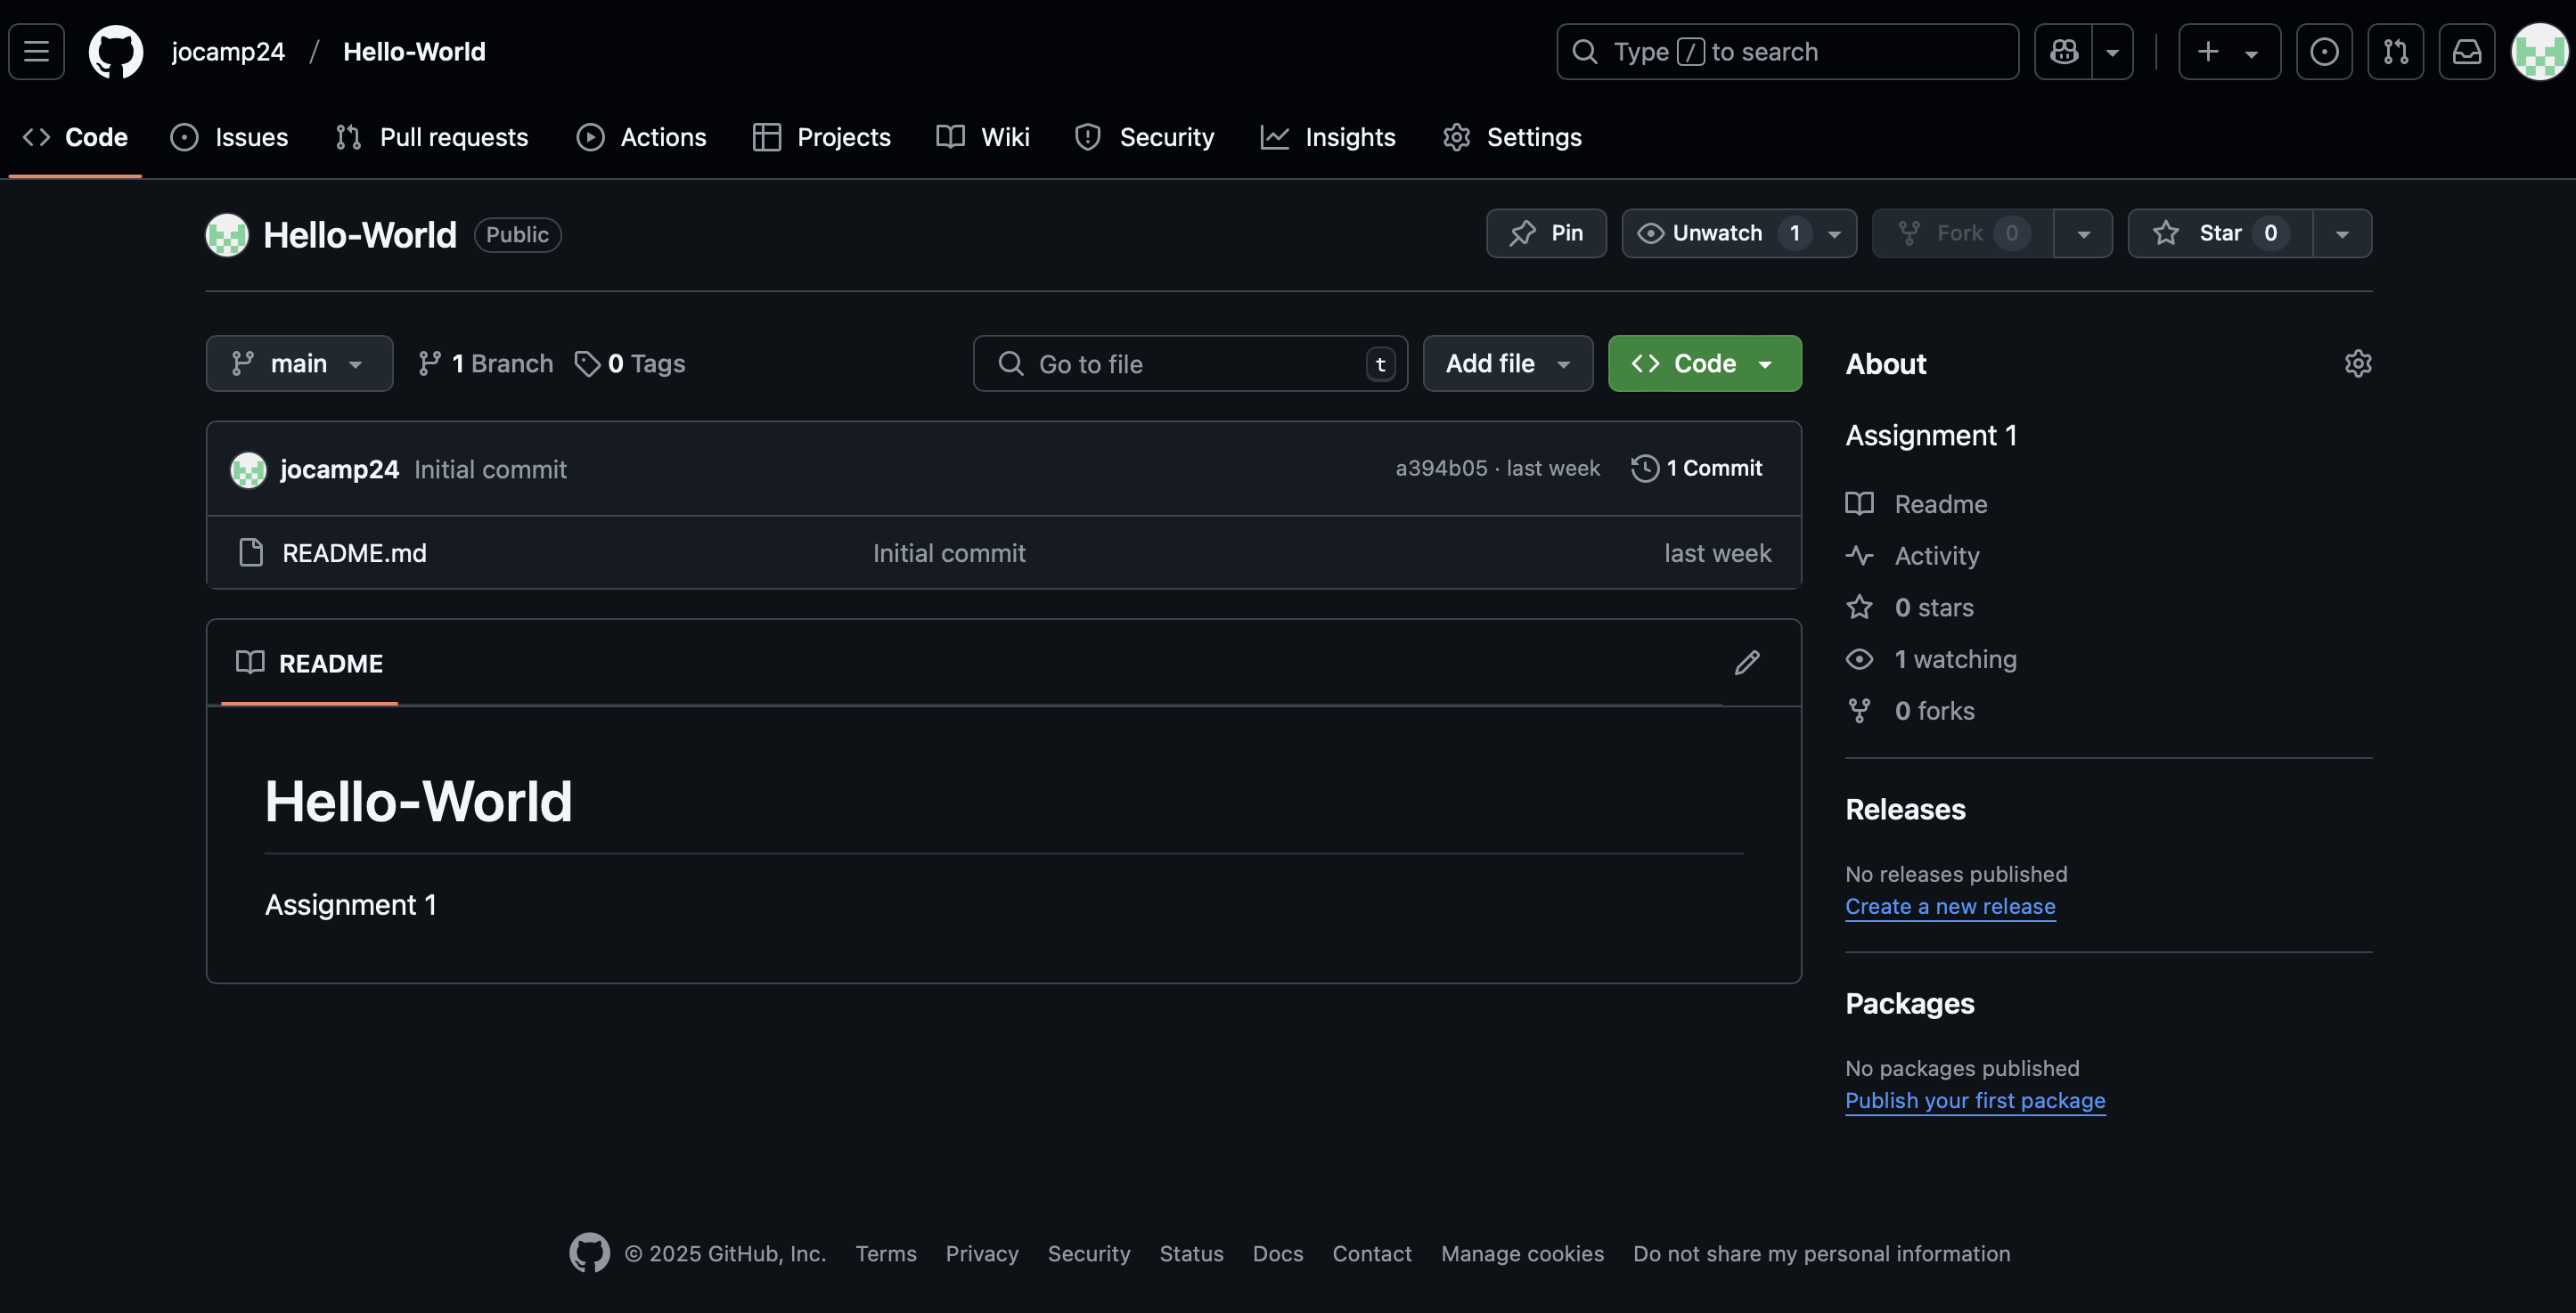 jocamp24 / Hello-World
Type / to search
Code Issues Pull requests Actions Projects Wiki Security Insights Settings
Hello-World Public
Pin Unwatch 1 Fork 0 Star 0
main 1 Branch 0 Tags
Go to file t Add file Code
jocamp24 Initial commit a394b05 · last week 1 Commit
README.md Initial commit last week
README
Hello-World
Assignment 1
About
Assignment 1
Readme
Activity
0 stars
1 watching
0 forks
Releases
No releases published
Create a new release
Packages
No packages published
Publish your first package
© 2025 GitHub, Inc. Terms Privacy Security Status Docs Contact Manage cookies Do not share my personal information